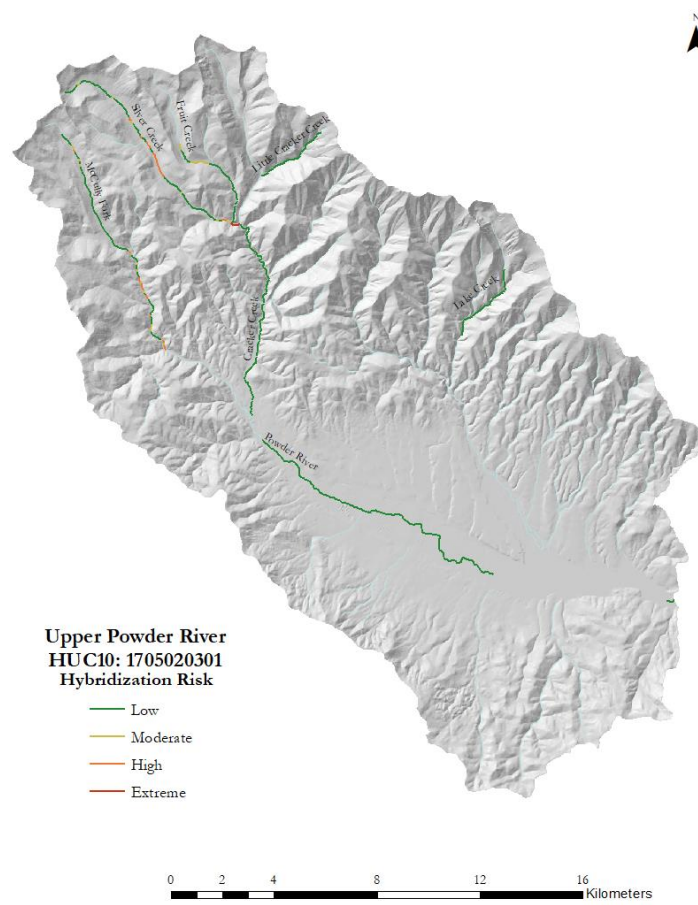 N
Silver Creek
Fruit Creek
Little Cracker Creek
McCully Fork
Lake Creek
Cracker Creek
Powder River
Upper Powder River
HUC10: 1705020301
Hybridization Risk
Low
Moderate
High
Extreme
0 2 4 8 12 16
Kilometers